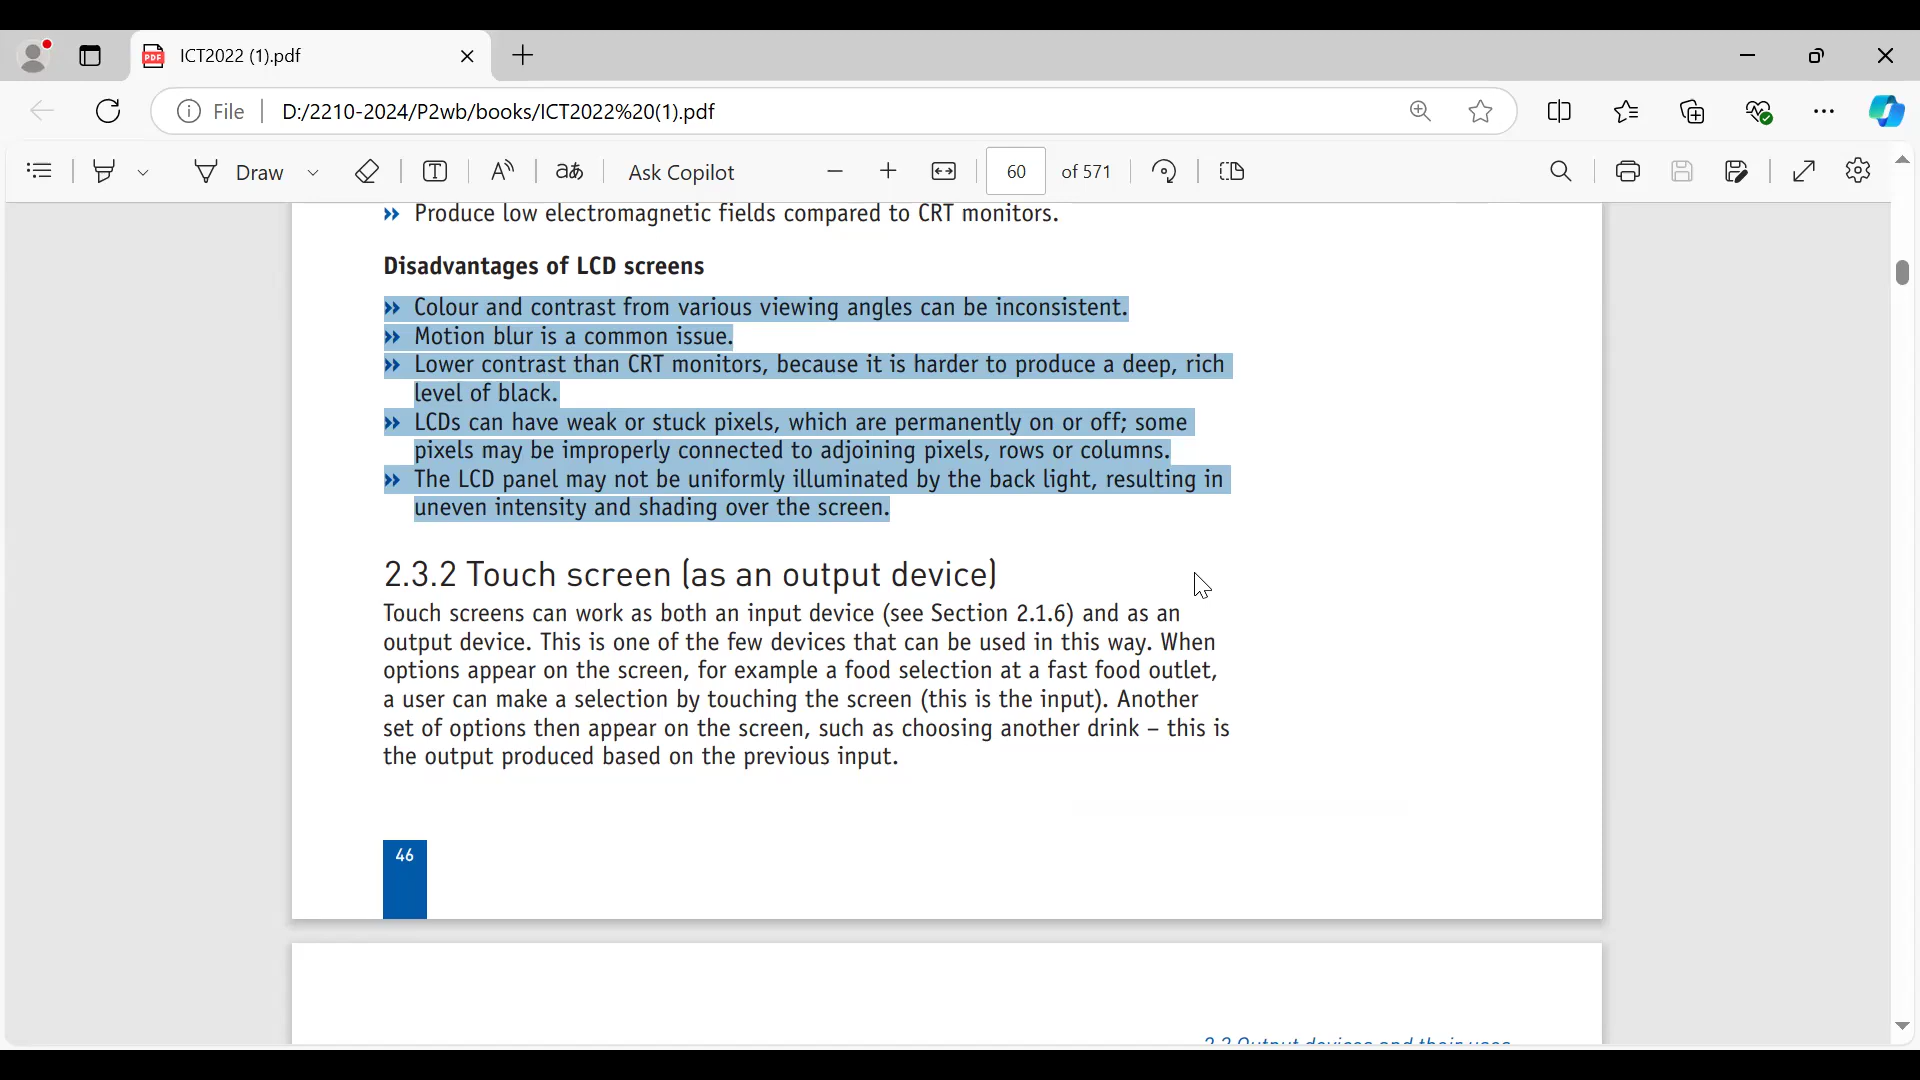 ICT2022 (1).pdf
File D:/2210-2024/P2wb/books/ICT2022%20(1).pdf
Draw Ask Copilot 60 of 571
» Produce low electromagnetic fields compared to CRT monitors.
Disadvantages of LCD screens
» Colour and contrast from various viewing angles can be inconsistent.
» Motion blur is a common issue.
» Lower contrast than CRT monitors, because it is harder to produce a deep, rich
level of black.
» LCDs can have weak or stuck pixels, which are permanently on or off; some
pixels may be improperly connected to adjoining pixels, rows or columns.
» The LCD panel may not be uniformly illuminated by the back light, resulting in
uneven intensity and shading over the screen.
2.3.2 Touch screen (as an output device)
Touch screens can work as both an input device (see Section 2.1.6) and as an
output device. This is one of the few devices that can be used in this way. When
options appear on the screen, for example a food selection at a fast food outlet,
a user can make a selection by touching the screen (this is the input). Another
set of options then appear on the screen, such as choosing another drink – this is
the output produced based on the previous input.
46
Output devices and their uses